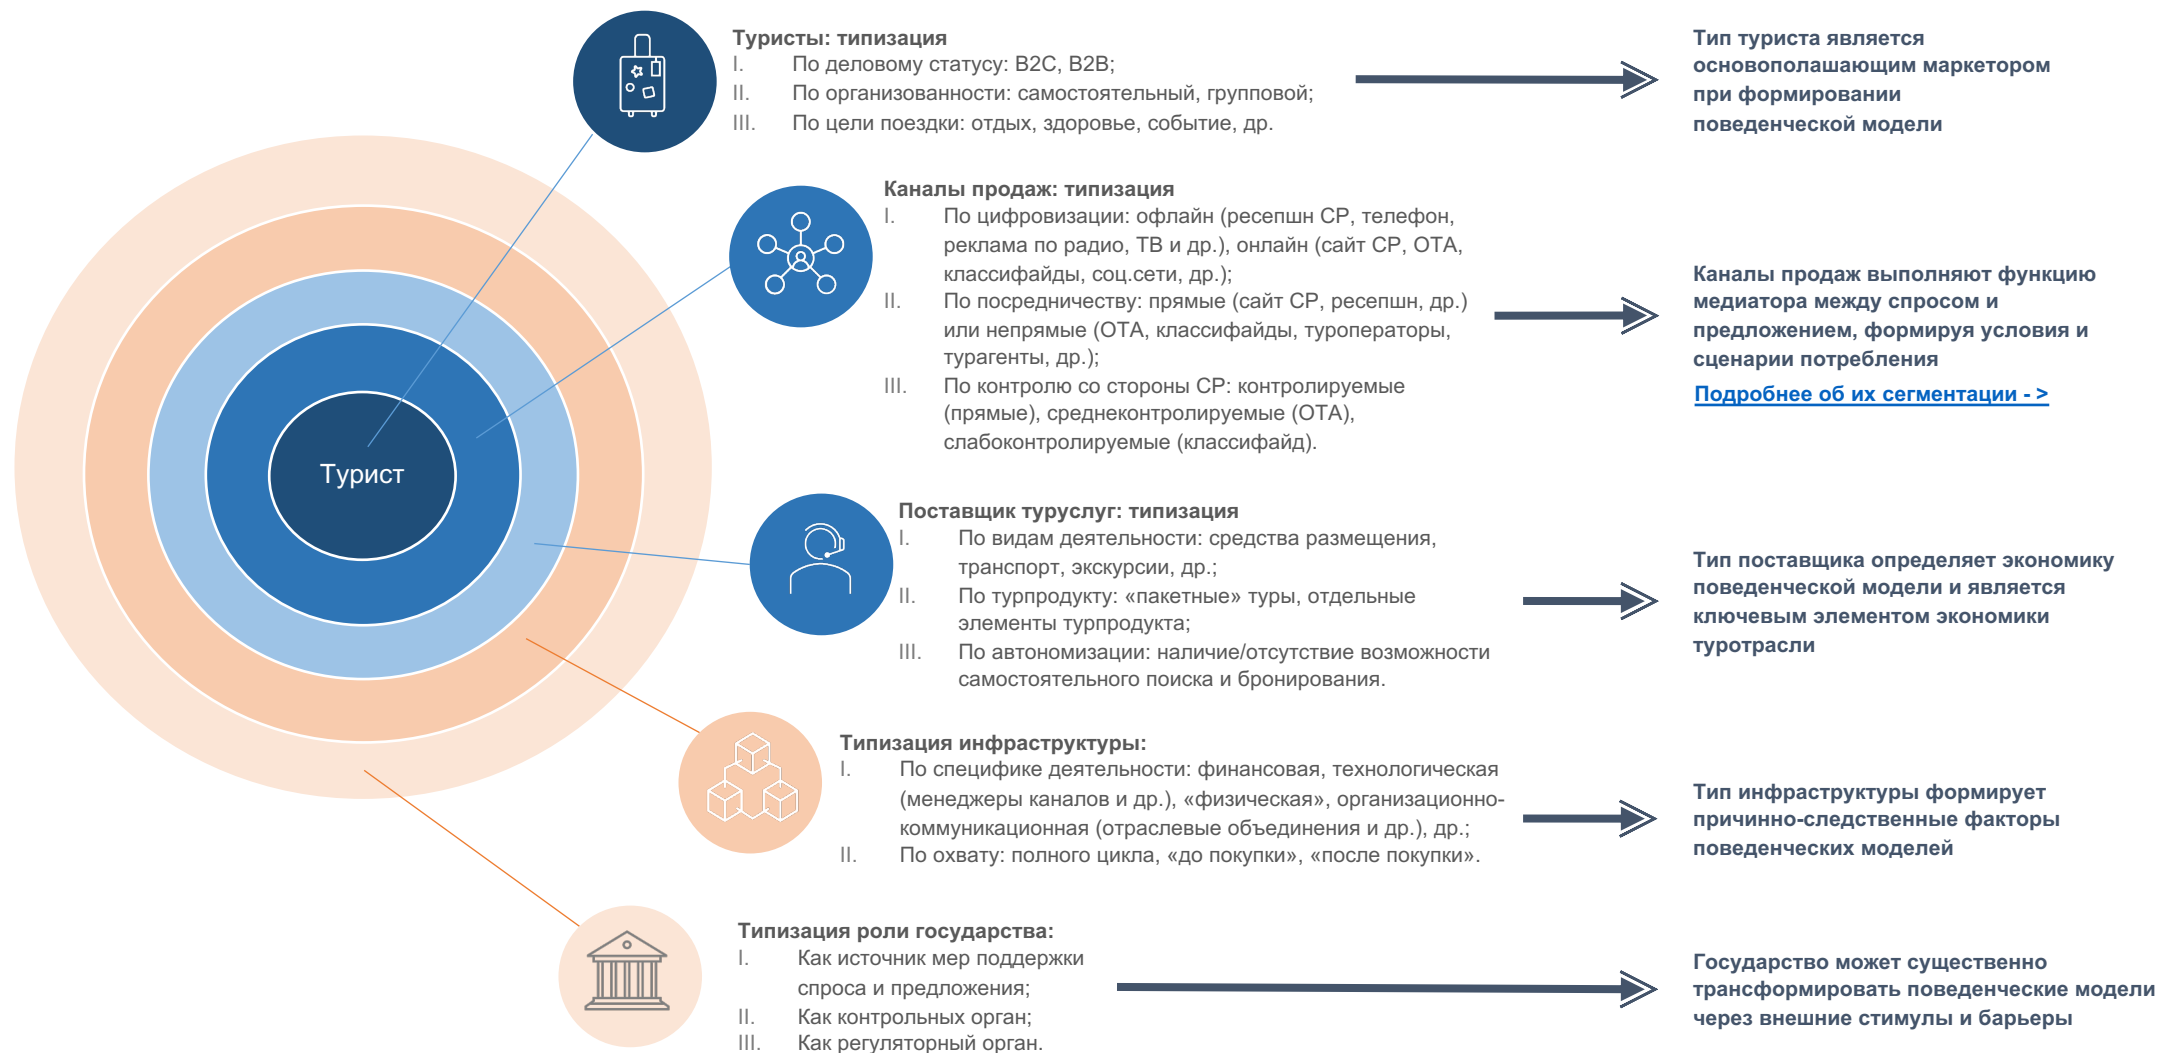 Турист
Туристы: типизация
I. По деловому статусу: B2C, B2B;
II. По организованности: самостоятельный, групповой;
III. По цели поездки: отдых, здоровье, событие, др.
Тип туриста является
основополашающим маркетором
при формировании
поведенческой модели
Каналы продаж: типизация
I. По цифровизации: офлайн (ресепшн СР, телефон,
реклама по радио, ТВ и др.), онлайн (сайт СР, ОТА,
классифайды, соц.сети, др.);
II. По посредничеству: прямые (сайт СР, ресепшн, др.)
или непрямые (ОТА, классифайды, туроператоры,
турагенты, др.);
III. По контролю со стороны СР: контролируемые
(прямые), среднеконтролируемые (ОТА),
слабоконтролируемые (классифайд).
Каналы продаж выполняют функцию
медиатора между спросом и
предложением, формируя условия и
сценарии потребления
Подробнее об их сегментации - >
Поставщик туруслуг: типизация
I. По видам деятельности: средства размещения,
транспорт, экскурсии, др.;
II. По турпродукту: «пакетные» туры, отдельные
элементы турпродукта;
III. По автономизации: наличие/отсутствие возможности
самостоятельного поиска и бронирования.
Тип поставщика определяет экономику
поведенческой модели и является
ключевым элементом экономики
туротрасли
Типизация инфраструктуры:
I. По специфике деятельности: финансовая, технологическая
(менеджеры каналов и др.), «физическая», организационно-
коммуникационная (отраслевые объединения и др.), др.;
II. По охвату: полного цикла, «до покупки», «после покупки».
Тип инфраструктуры формирует
причинно-следственные факторы
поведенческих моделей
Типизация роли государства:
I. Как источник мер поддержки
спроса и предложения;
II. Как контрольных орган;
III. Как регуляторный орган.
Государство может существенно
трансформировать поведенческие модели
через внешние стимулы и барьеры